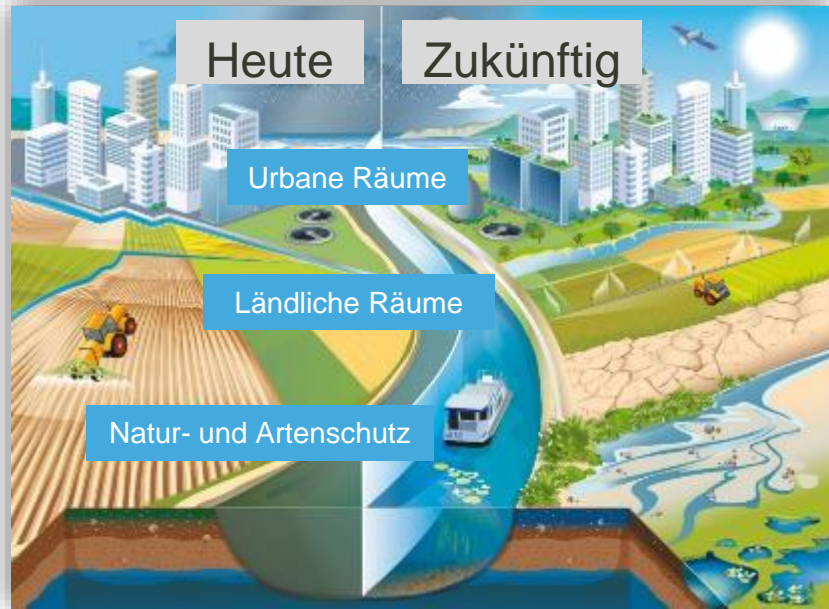 Heute
Zukünftig
Urbane Räume
Ländliche Räume
Natur- und Artenschutz